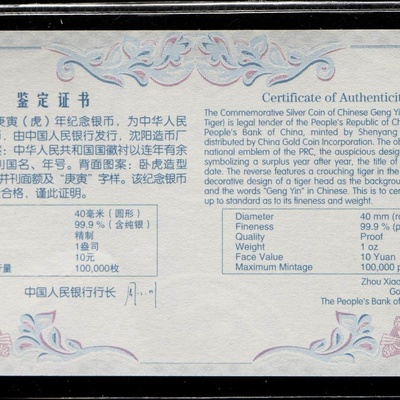 鉴定证书
庚寅（虎）年纪念银币，为中华人民
币，由中国人民银行发行，沈阳造币厂
中华人民共和国国徽衬以连年有余
刊国名、年号。背面图案：卧虎造型
并刊面额及“庚寅”字样。该纪念银币
合格，谨此证明。
40毫米（圆形）
99.9％（含纯银）
精制
1盎司
10元
量 100,000枚
中国人民银行行长
Certificate of Authenticit
The Commemorative Silver Coin of Chinese Geng Yi
Tiger) is legal tender of the People's Republic of Ch
People's Bank of China, minted by Shenyang
distributed by China Gold Coin Incorporation. The ob
national emblem of the PRC, the auspicious design
symbolizing a surplus year after year, the title of
date. The reverse features a crouching tiger in the
decorative design of a tiger head as the background
and the words "Geng Yin" in Chinese. This is to cer
up to standard as to its fineness and weight.
Diameter 40 mm (ro
Fineness 99.9 % (p
Quality Proof
Weight 1 oz
Face Value 10 Yuan
Maximum Mintage 100,000 p
Zhou Xiao
Go
The People's Bank of